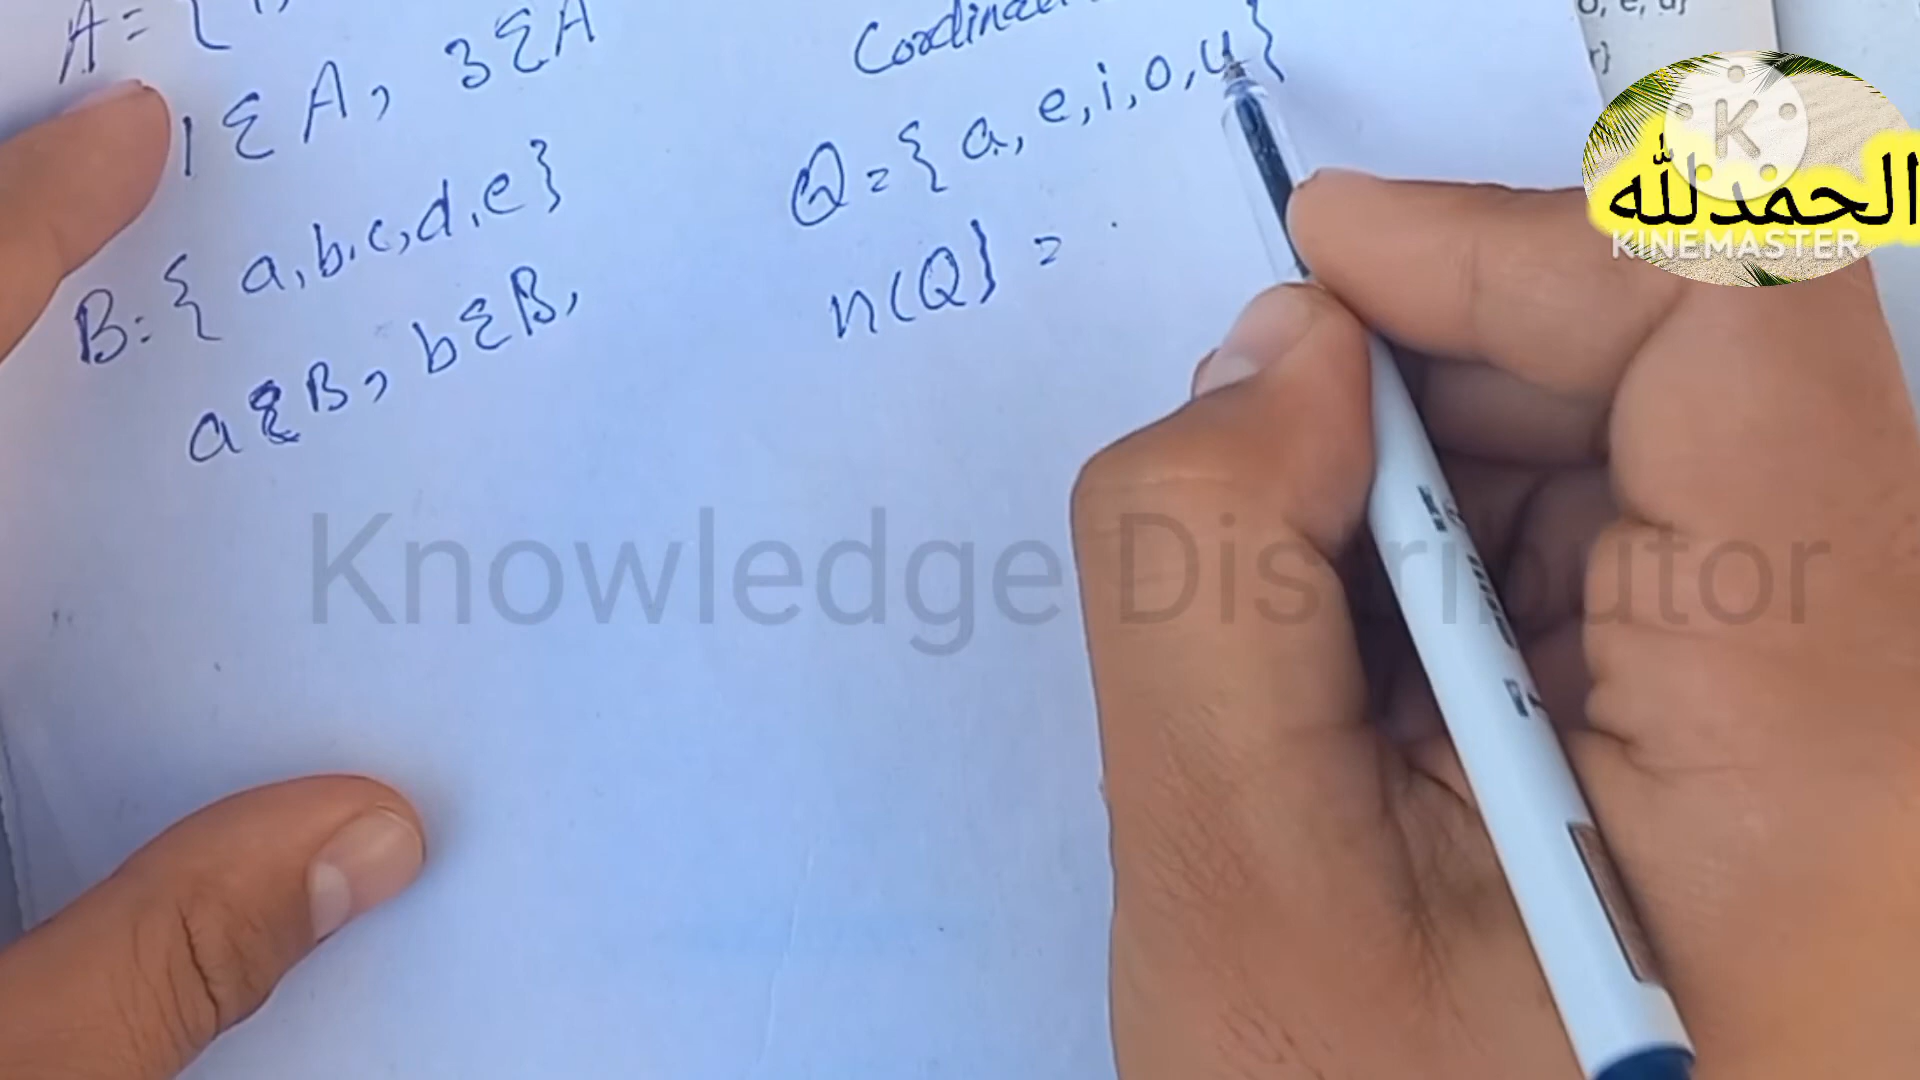 A = {
1 Σ A, 3 Σ A
B = { a, b, c, d, e }
a Σ B, b Σ B,
Q = { a, e, i, o, u }
n(Q} =
o, e, u}
r}
K
الحمدلله
KINEMASTER
Knowledge Distributor